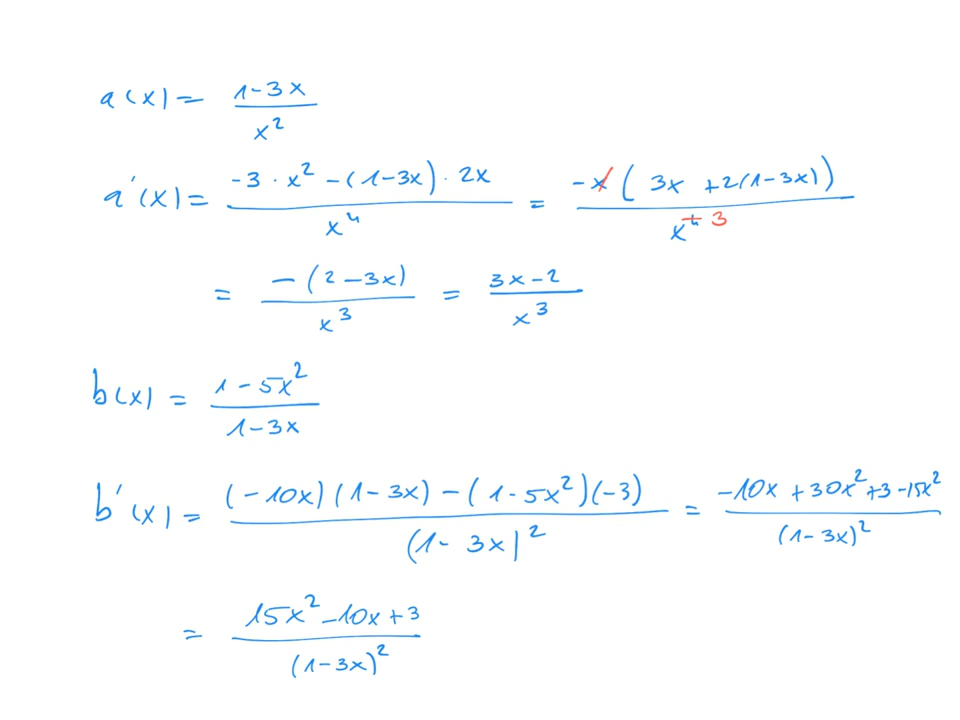 a(x) = (1-3x)/(x²)
a'(x) = (-3 · x² - (1-3x) · 2x)/(x⁴) = (-x(3x + 2(1-3x)))/(x⁴ 3)
= (-(2-3x))/(x³) = (3x-2)/(x³)
b(x) = (1-5x²)/(1-3x)
b'(x) = ((-10x)(1-3x) - (1-5x²)(-3))/((1-3x)²) = (-10x + 30x² + 3 - 15x²)/((1-3x)²)
= (15x² - 10x + 3)/((1-3x)²)